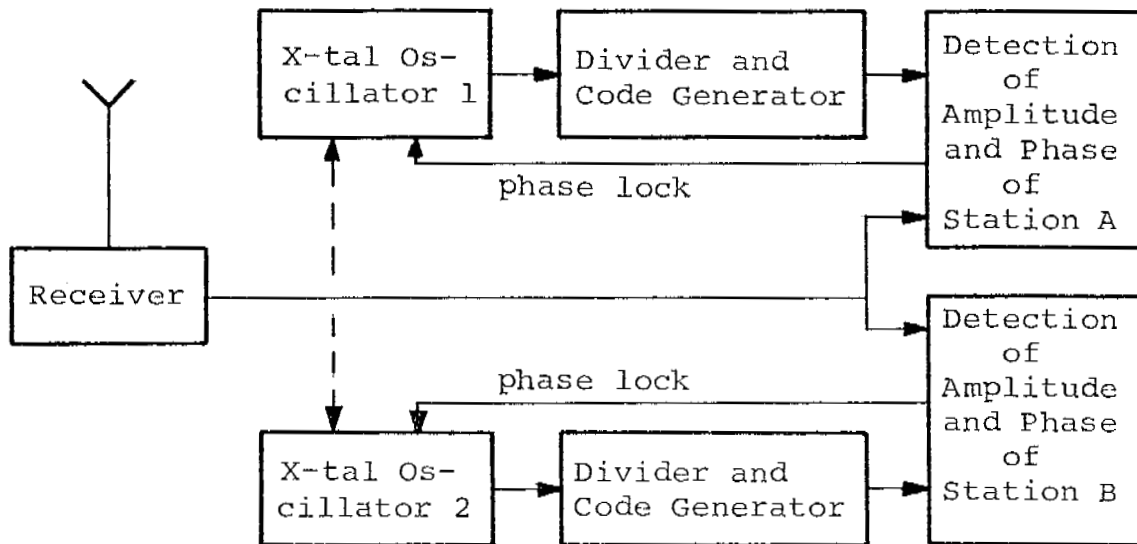 X-tal Os-
cillator 1
Divider and
Code Generator
Detection
of
Amplitude
and Phase
of
Station A
phase lock
Receiver
phase lock
X-tal Os-
cillator 2
Divider and
Code Generator
Detection
of
Amplitude
and Phase
of
Station B